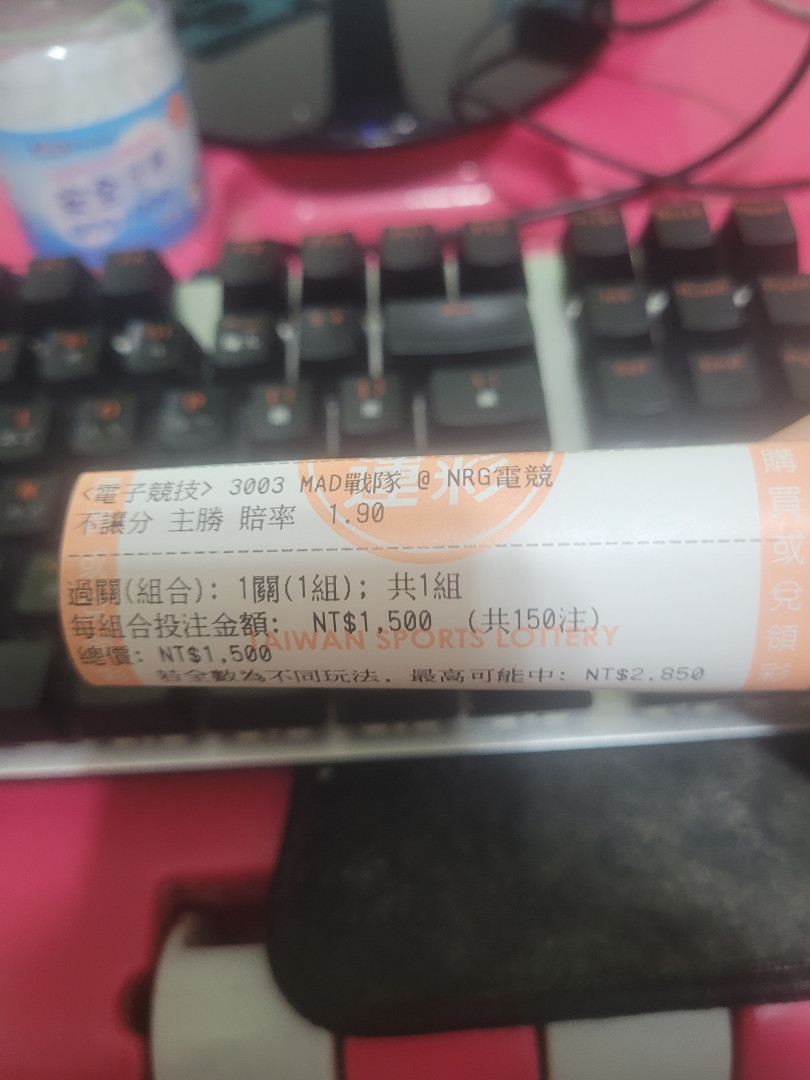 安全
<電子競技> 3003 MAD戰隊 @ NRG電競
運彩
不讓分 主勝 賠率 1.90
過關(組合): 1關(1組); 共1組
每組合投注金額: NT$1,500 (共150注)
TAIWAN SPORTS LOTTERY
總價: NT$1,500
若全數為不同玩法, 最高可能中: NT$2,850
購買或兌領彩